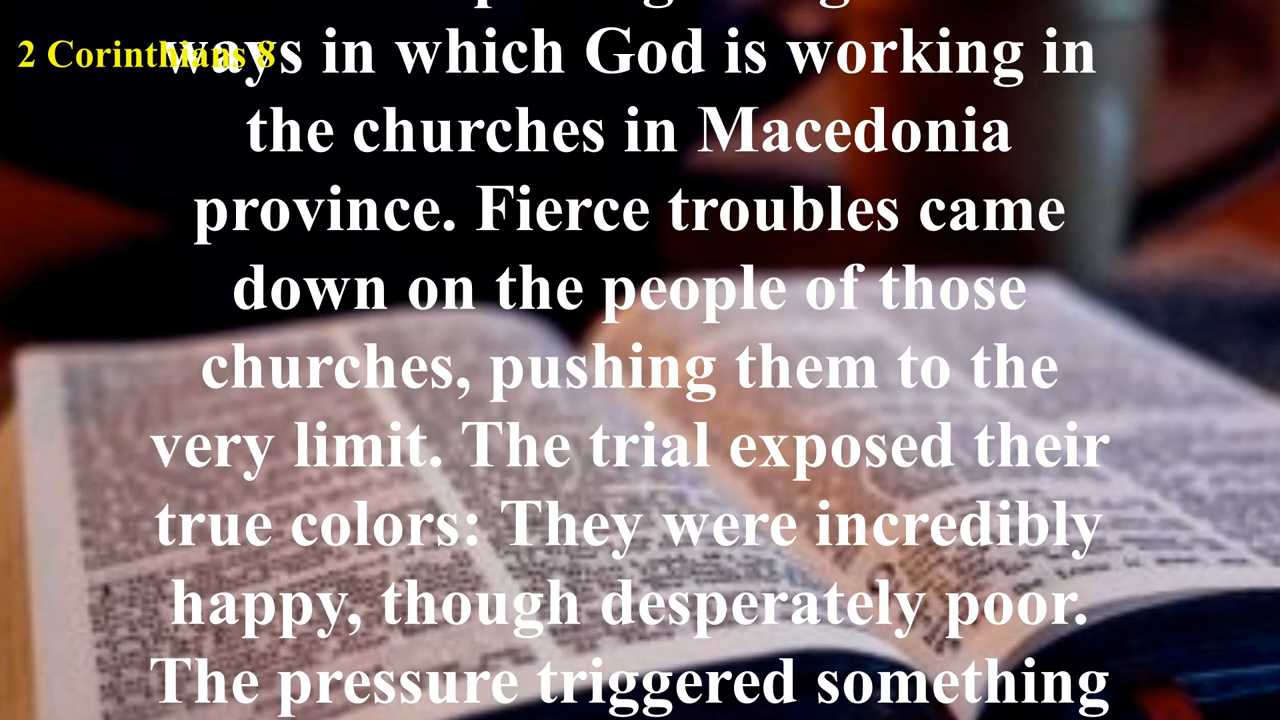 2 Corinthians 8
ways in which God is working in
the churches in Macedonia
province. Fierce troubles came
down on the people of those
churches, pushing them to the
very limit. The trial exposed their
true colors: They were incredibly
happy, though desperately poor.
The pressure triggered something